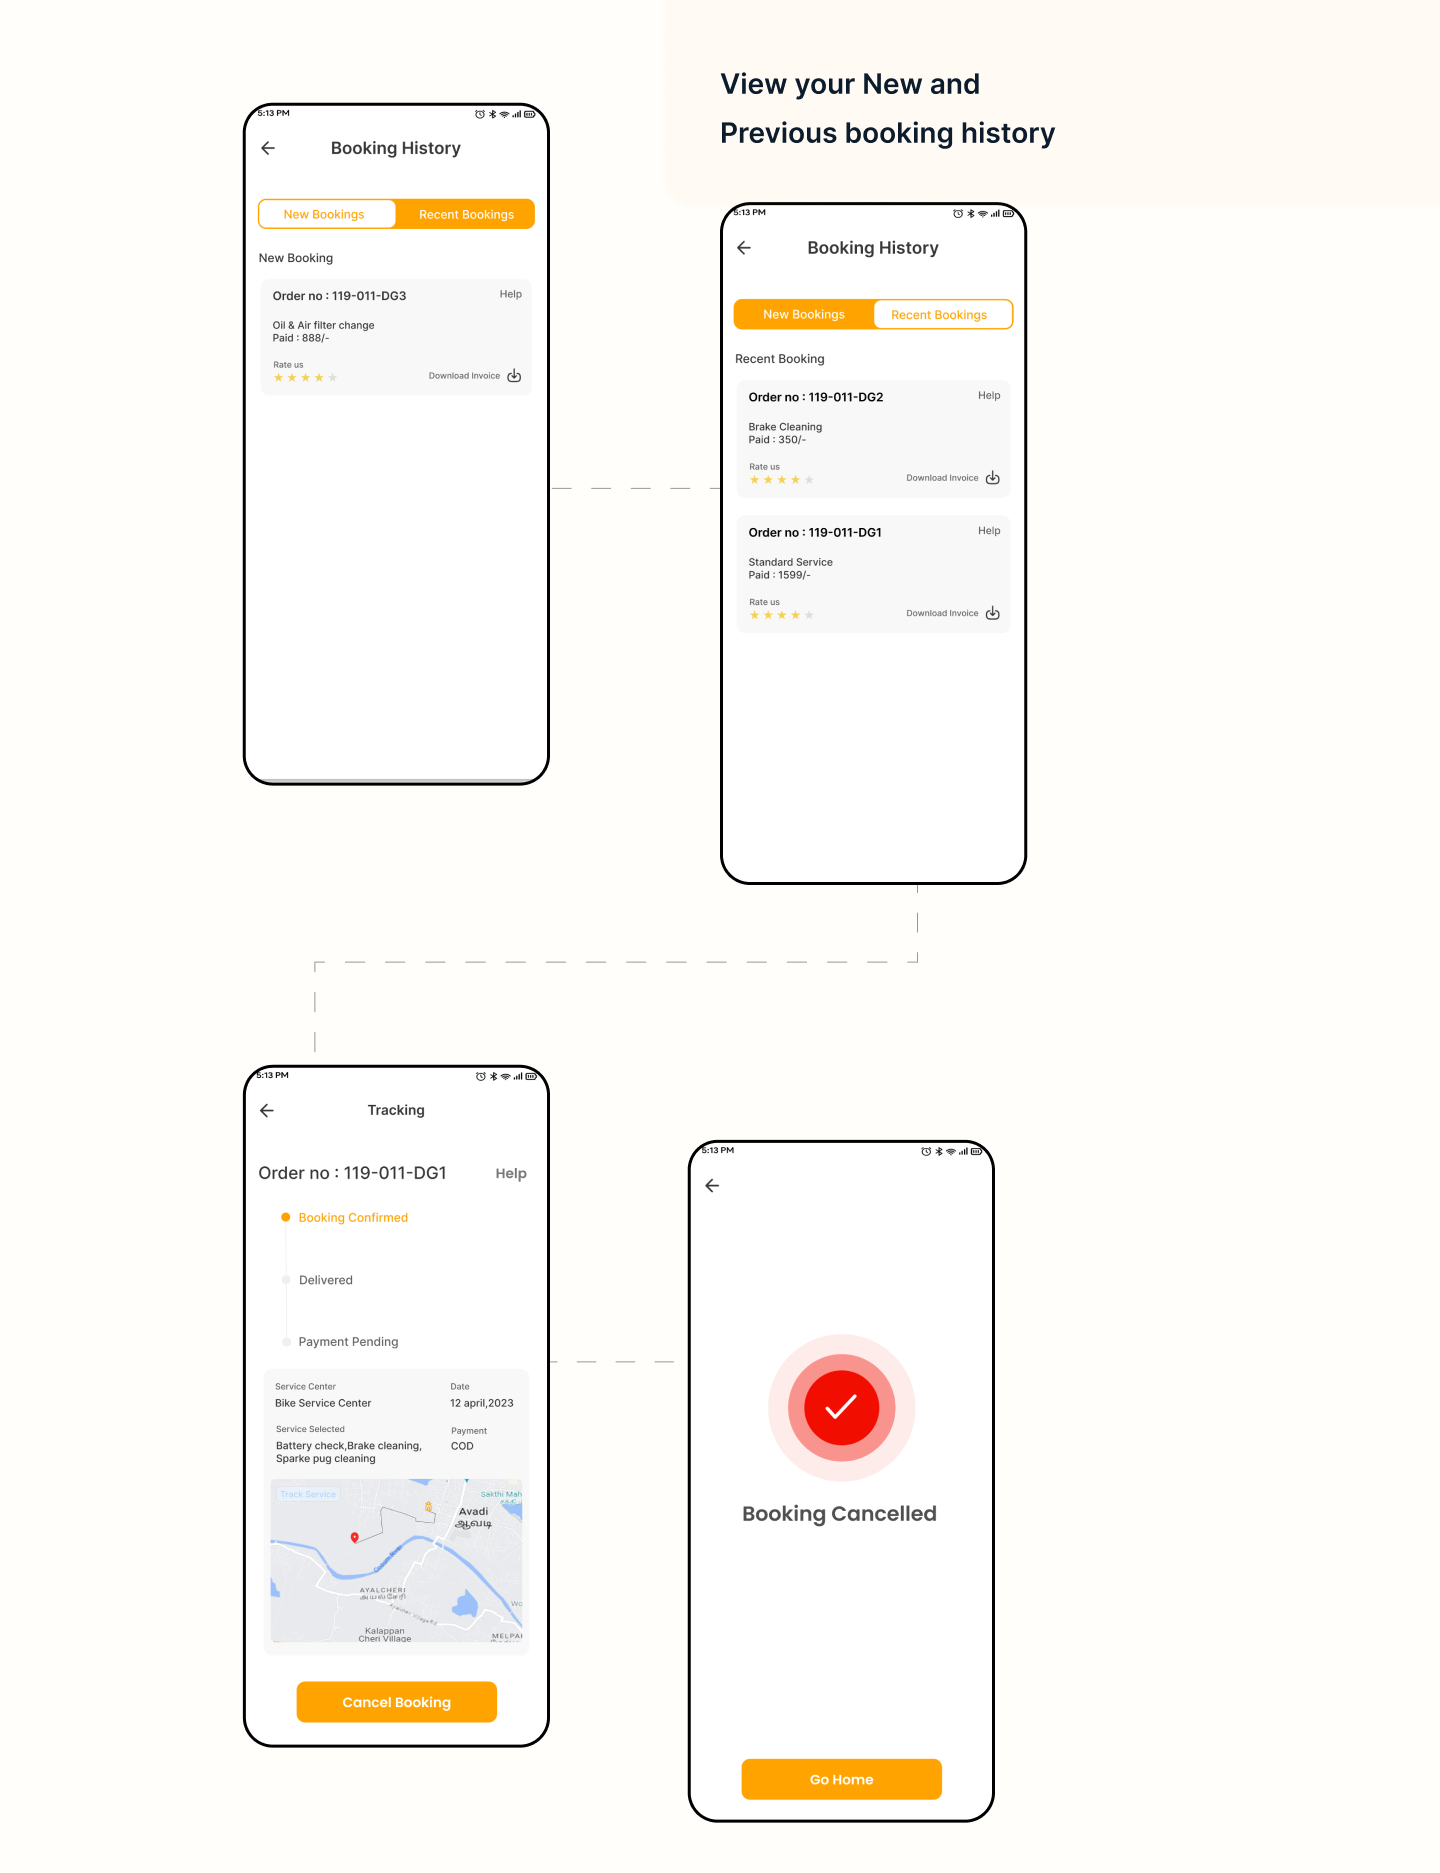 View your New and
Previous booking history
5:13 PM
Booking History
New Bookings
Recent Bookings
New Booking
Order no : 119-011-DG3
Help
Oil & Air filter change
Paid : 888/-
Rate us
Download Invoice
5:13 PM
Booking History
New Bookings
Recent Bookings
Recent Booking
Order no : 119-011-DG2
Help
Brake Cleaning
Paid : 350/-
Rate us
Download Invoice
Order no : 119-011-DG1
Help
Standard Service
Paid : 1599/-
Rate us
Download Invoice
5:13 PM
Tracking
Order no : 119-011-DG1
Help
Booking Confirmed
Delivered
Payment Pending
Service Center
Date
Bike Service Center
12 april,2023
Service Selected
Payment
Battery check,Brake cleaning,
COD
Sparke pug cleaning
Track Service
Sakthi Mah
Avadi
ஆவடி
AYALCHERI
அயல்சேரி
Kalappan
Cheri Village
MELPA
Cancel Booking
5:13 PM
Booking Cancelled
Go Home